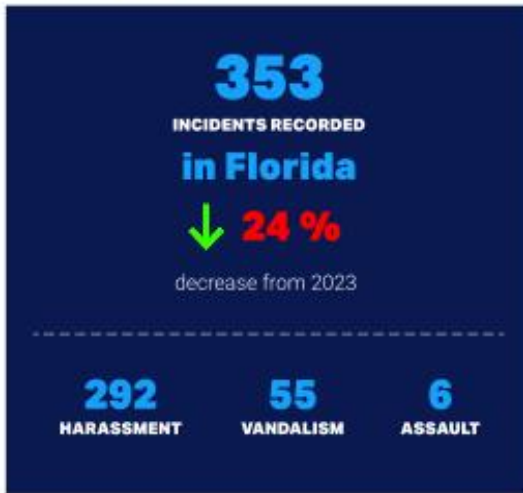 353
INCIDENTS RECORDED
in Florida
↓ 24 %
decrease from 2023
292 55 6
HARASSMENT VANDALISM ASSAULT